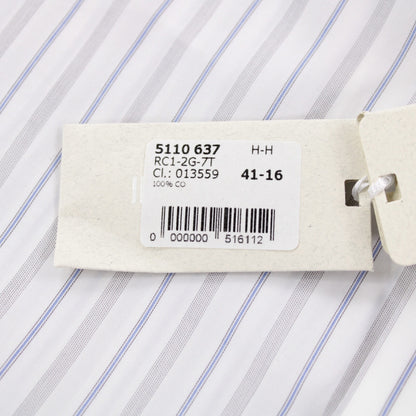 5110 637 H-H
RC1-2G-7T
Cl.: 013559 41-16
100% CO
0 000000 516112